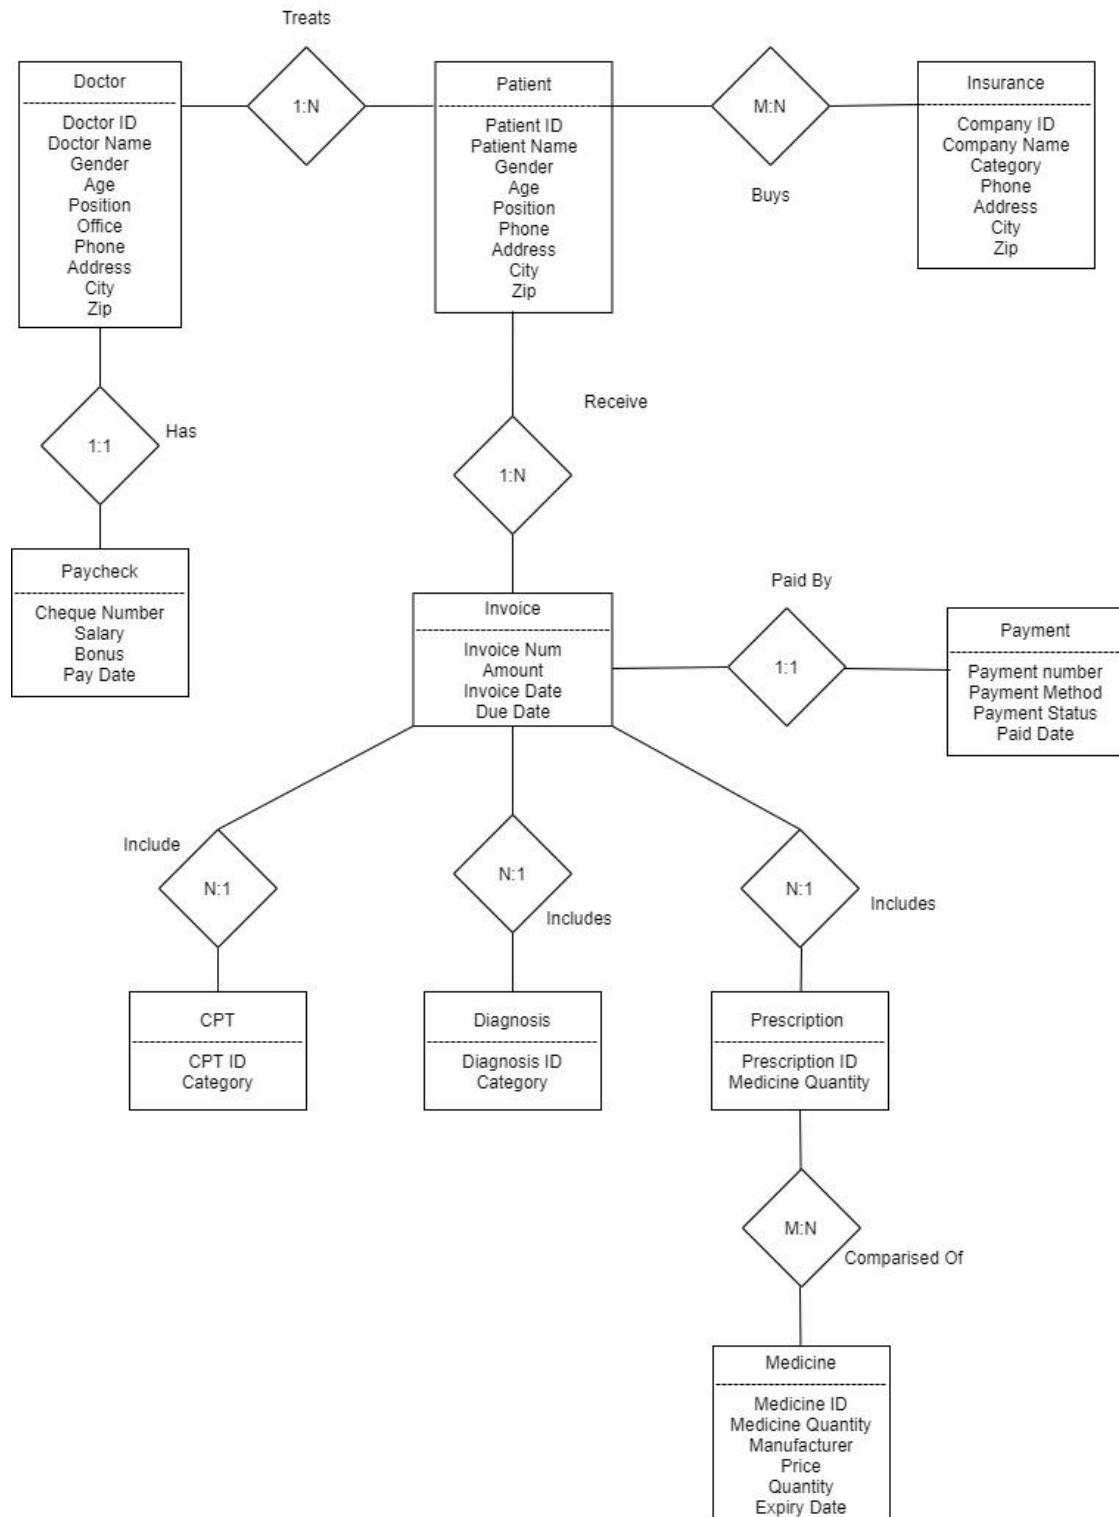 Treats
Doctor
Doctor ID
Doctor Name
Gender
Age
Position
Office
Phone
Address
City
Zip
1:N
Patient
Patient ID
Patient Name
Gender
Age
Position
Phone
Address
City
Zip
M:N
Buys
Insurance
Company ID
Company Name
Category
Phone
Address
City
Zip
1:1
Has
Receive
1:N
Paycheck
Cheque Number
Salary
Bonus
Pay Date
Invoice
Invoice Num
Amount
Invoice Date
Due Date
Paid By
1:1
Payment
Payment number
Payment Method
Payment Status
Paid Date
Include
N:1
N:1
Includes
N:1
Includes
CPT
CPT ID
Category
Diagnosis
Diagnosis ID
Category
Prescription
Prescription ID
Medicine Quantity
M:N
Comparised Of
Medicine
Medicine ID
Medicine Quantity
Manufacturer
Price
Quantity
Expiry Date